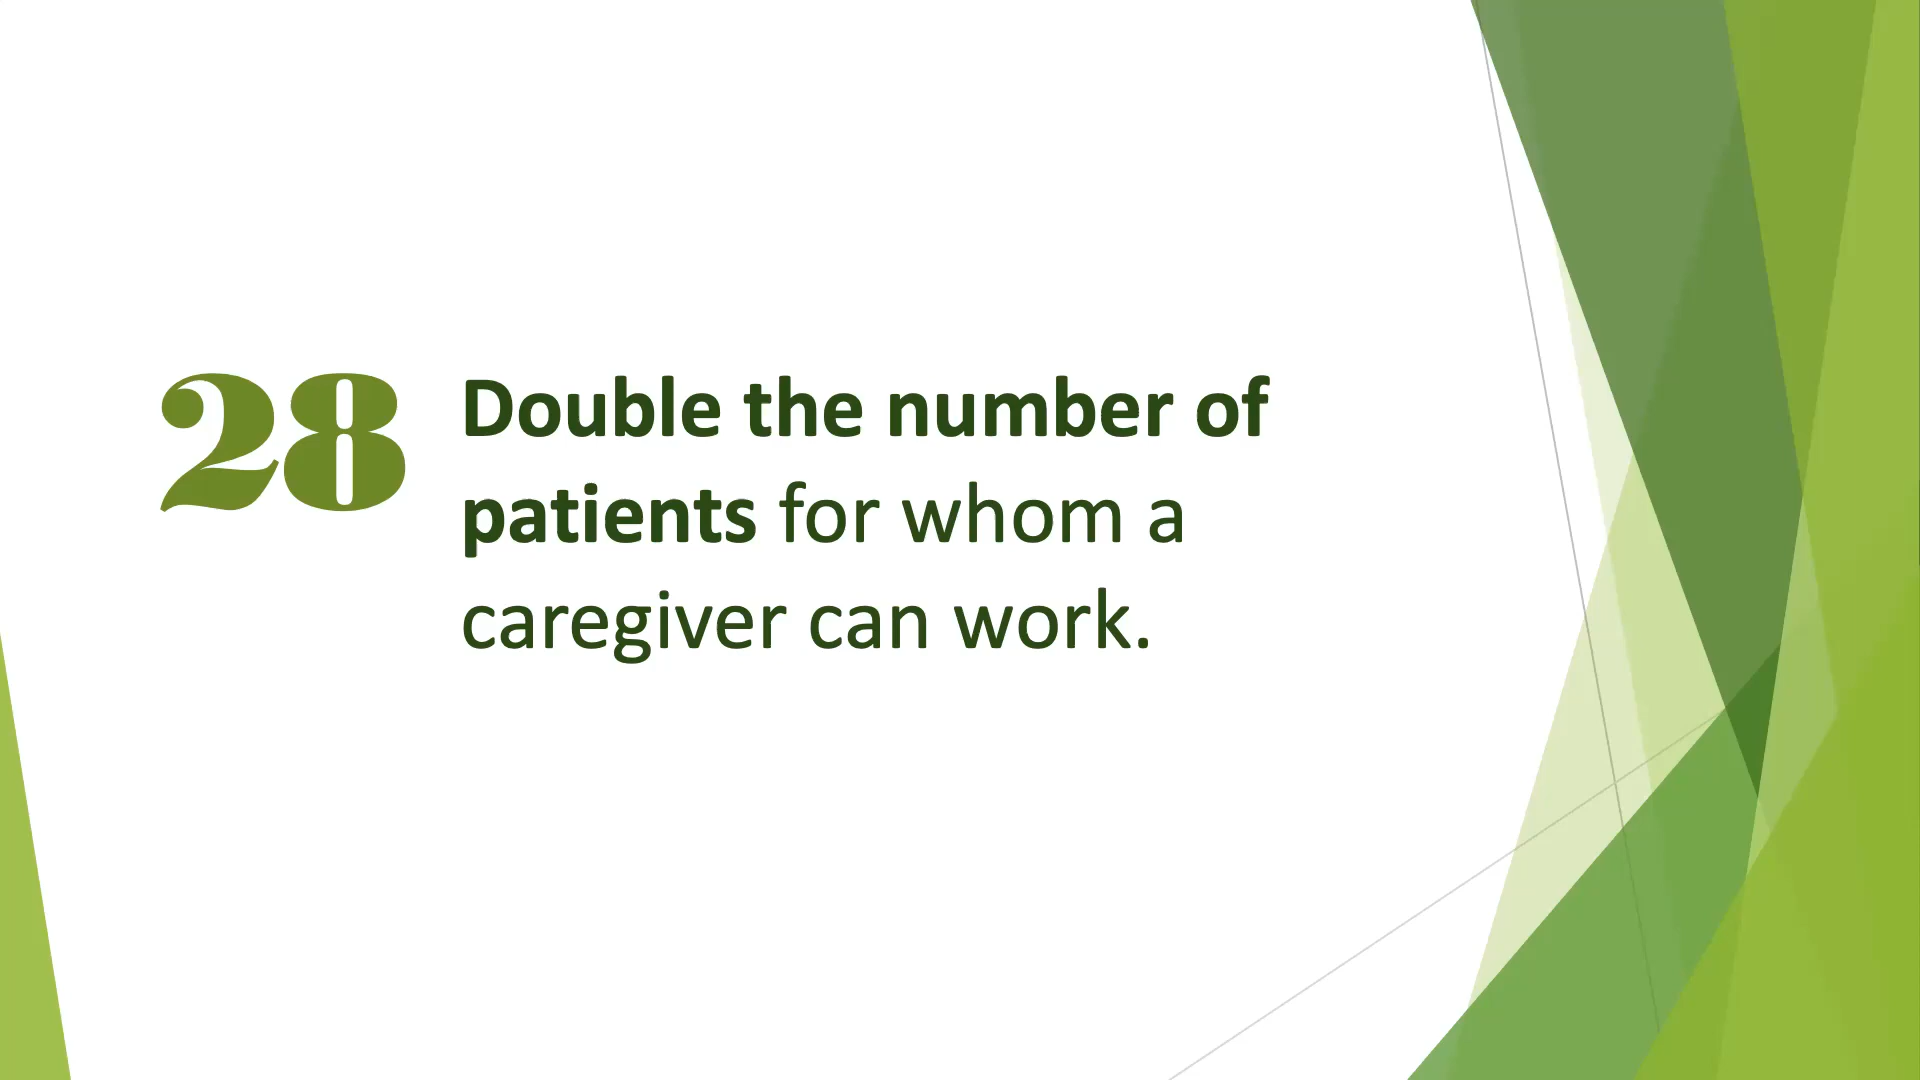 28
Double the number of
patients for whom a
caregiver can work.